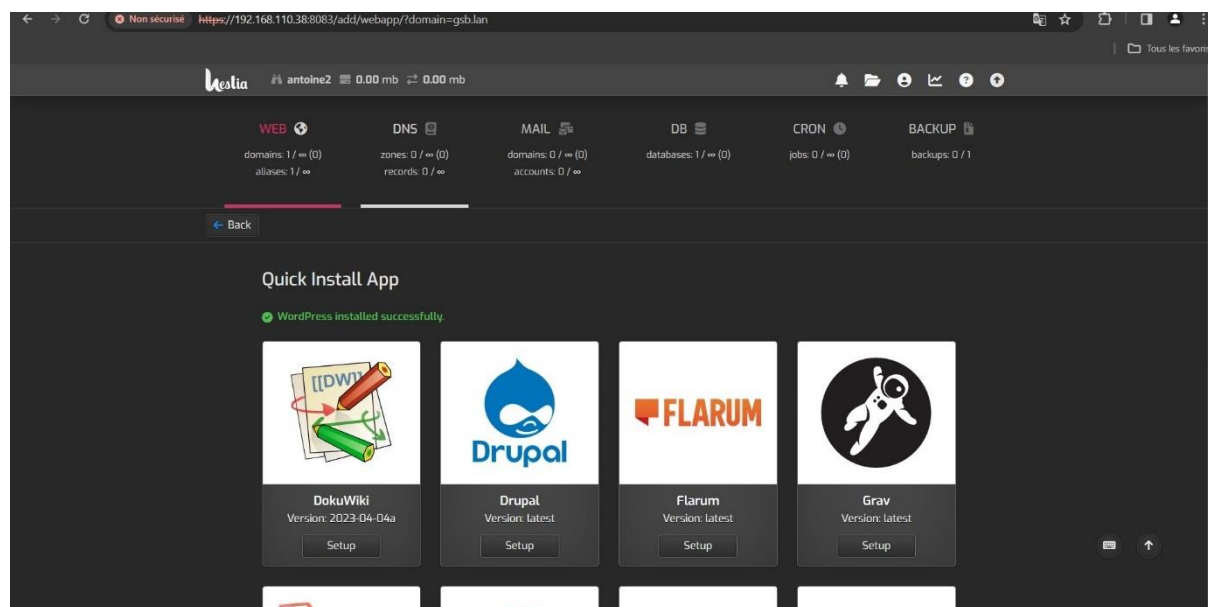 Non sécurisé https://192.168.110.38:8083/add/webapp/?domain=gsb.lan
Tous les favoris
Hestia antoine2 0.00 mb 0.00 mb
WEB DNS MAIL DB CRON BACKUP
domains: 1 / ∞ (0) zones: 0 / ∞ (0) domains: 0 / ∞ (0) databases: 1 / ∞ (0) jobs: 0 / ∞ (0) backups: 0 / 1
aliases: 1 / ∞ records: 0 / ∞ accounts: 0 / ∞
Back
Quick Install App
WordPress installed successfully.
[[DW]]
Drupal
FLARUM
DokuWiki Drupal Flarum Grav
Version: 2023-04-04a Version: latest Version: latest Version: latest
Setup Setup Setup Setup